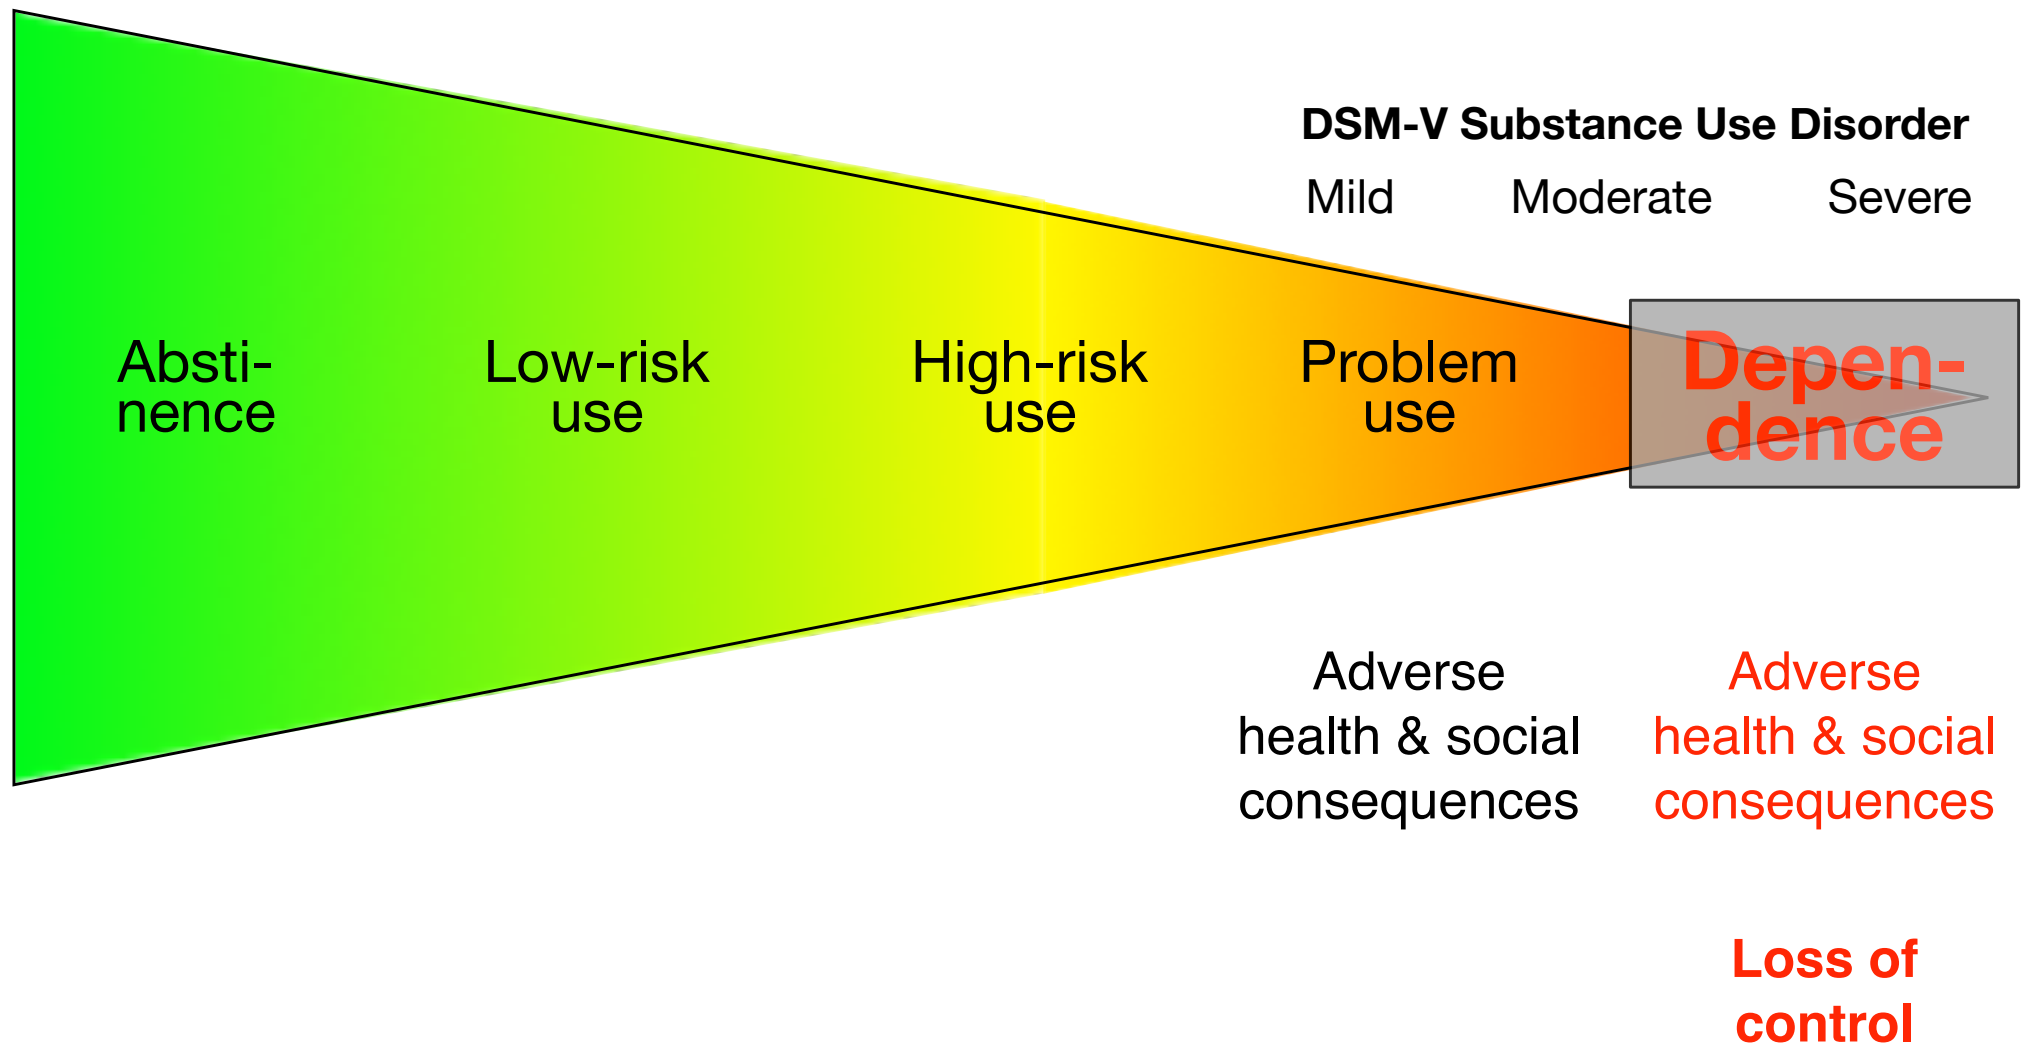 DSM-V Substance Use Disorder
Mild Moderate Severe
Absti-
nence
Low-risk
use
High-risk
use
Problem
use
Depen-
dence
Adverse
health & social
consequences
Adverse
health & social
consequences
Loss of
control